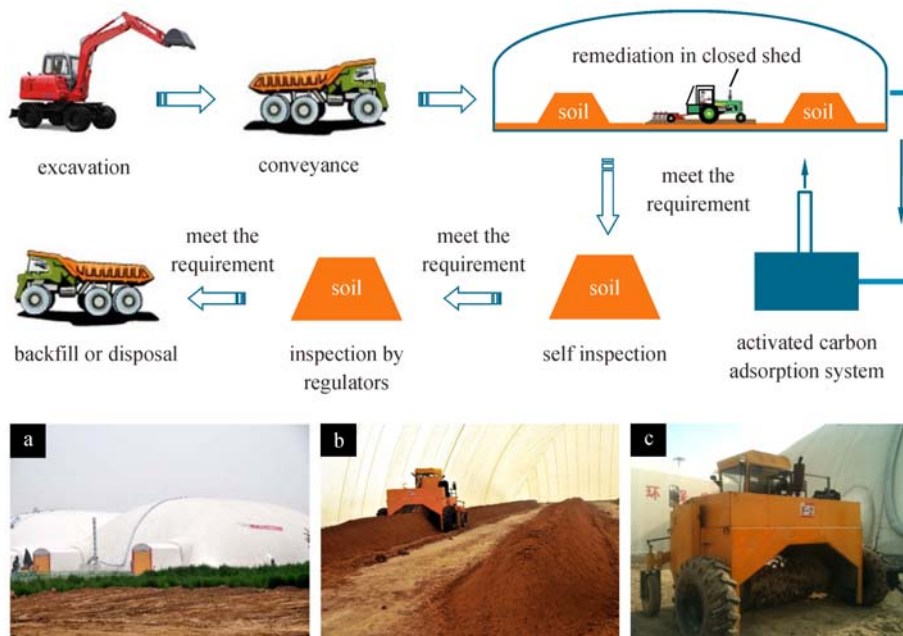 remediation in closed shed
soil
soil
excavation
conveyance
meet the
requirement
meet the
requirement
meet the
requirement
soil
soil
backfill or disposal
inspection by
regulators
self inspection
activated carbon
adsorption system
a
b
c
环